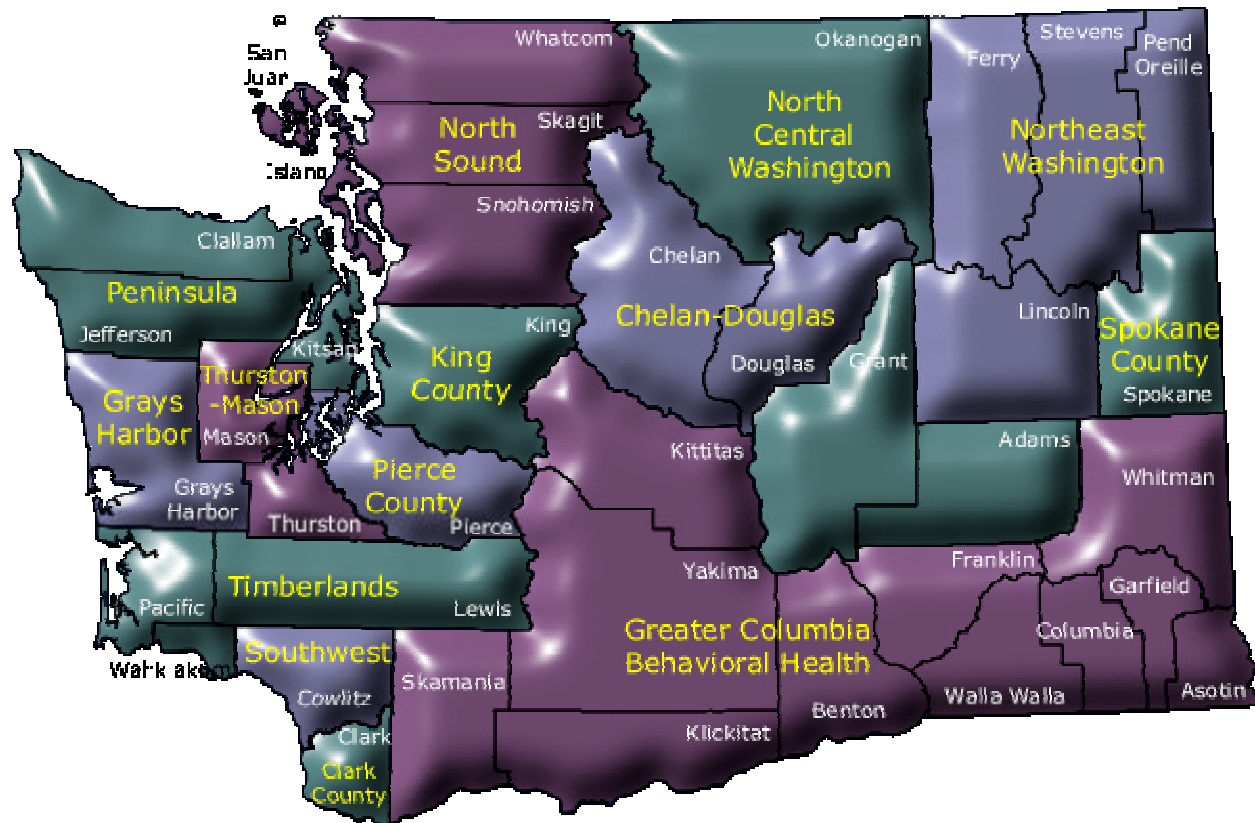 San
Juan
Whatcom
Okanogan
Ferry
Stevens
Pend
Oreille
North
Sound
Skagit
North
Central
Washington
Northeast
Washington
Island
Snohomish
Clallam
Chelan
Peninsula
Jefferson
Kitsap
King
King
County
Chelan-Douglas
Douglas
Grant
Lincoln
Spokane
County
Spokane
Thurston
-Mason
Mason
Grays
Harbor
Grays
Harbor
Thurston
Pierce
County
Pierce
Kittitas
Adams
Whitman
Timberlands
Pacific
Lewis
Yakima
Franklin
Garfield
Columbia
Greater Columbia
Behavioral Health
Southwest
Cowlitz
Skamania
Walla Walla
Asotin
Benton
Klickitat
Clark
Clark
County